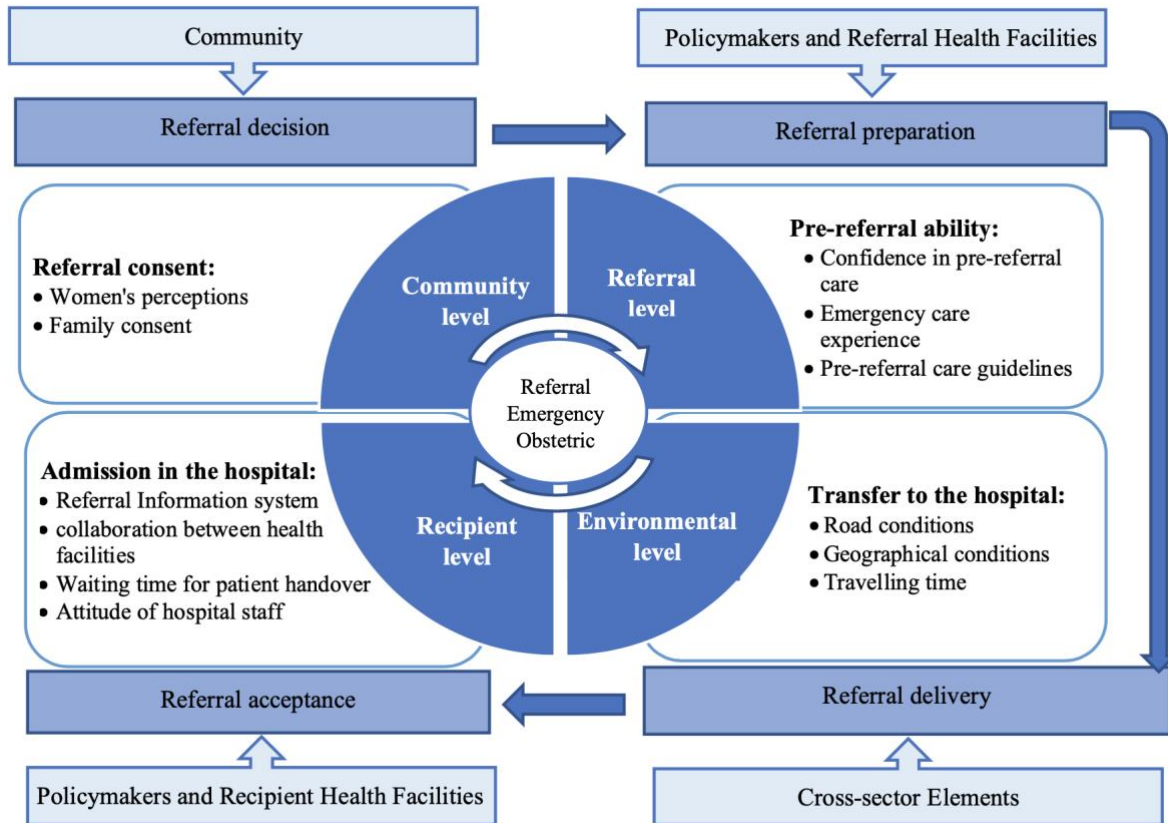 Community
Policymakers and Referral Health Facilities
Referral decision
Referral preparation
Referral consent:
• Women's perceptions
• Family consent
Community
level
Referral
level
Pre-referral ability:
• Confidence in pre-referral
care
• Emergency care
experience
• Pre-referral care guidelines
Referral
Emergency
Obstetric
Admission in the hospital:
• Referral Information system
• collaboration between health
facilities
• Waiting time for patient handover
• Attitude of hospital staff
Recipient
level
Environmental
level
Transfer to the hospital:
• Road conditions
• Geographical conditions
• Travelling time
Referral acceptance
Referral delivery
Policymakers and Recipient Health Facilities
Cross-sector Elements